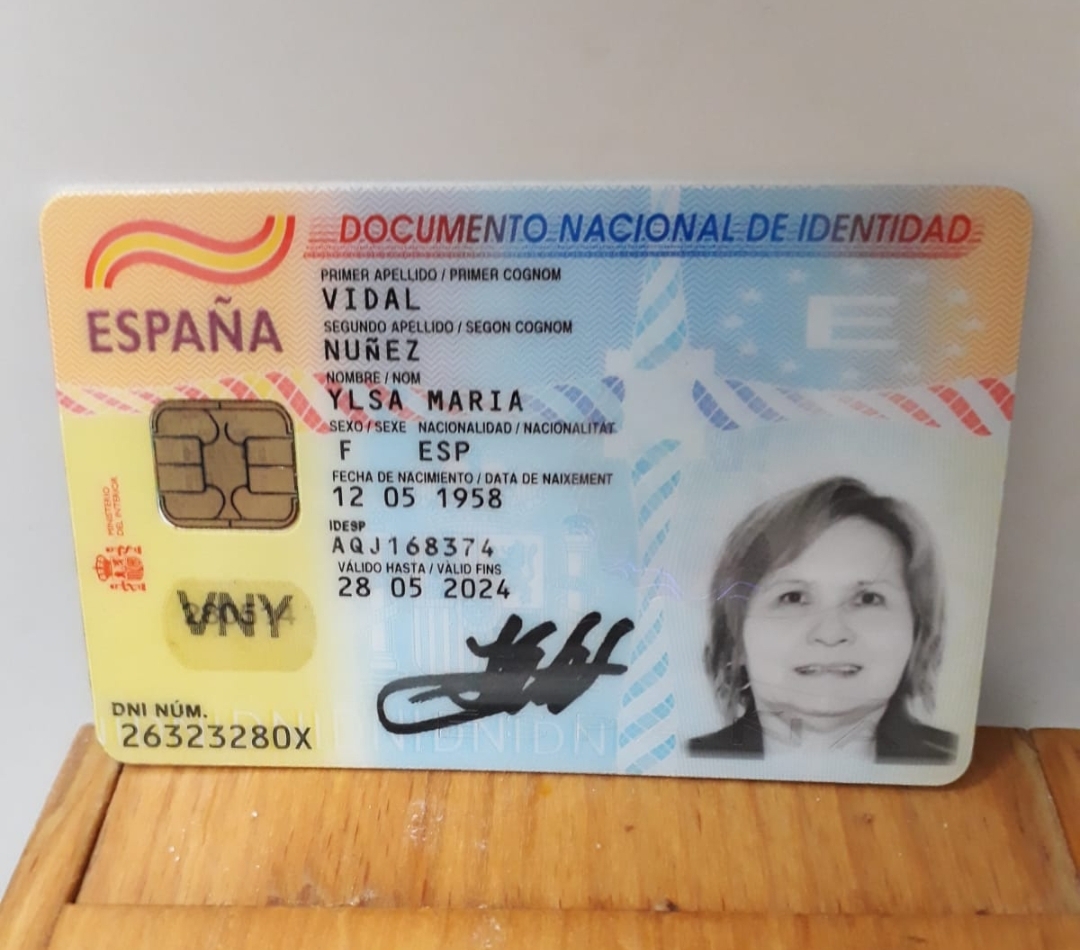 DOCUMENTO NACIONAL DE IDENTIDAD
ESPAÑA
E
PRIMER APELLIDO / PRIMER COGNOM
VIDAL
SEGUNDO APELLIDO / SEGON COGNOM
NUÑEZ
NOMBRE / NOM
YLSA MARIA
SEXO / SEXE NACIONALIDAD / NACIONALITAT
F ESP
FECHA DE NACIMIENTO / DATA DE NAIXEMENT
12 05 1958
IDESP
AQJ168374
VÁLIDO HASTA / VÀLID FINS
28 05 2024
MINISTERIO
DEL INTERIOR
VNY
DNI NÚM.
26323280X
DNIDNIDNIDN